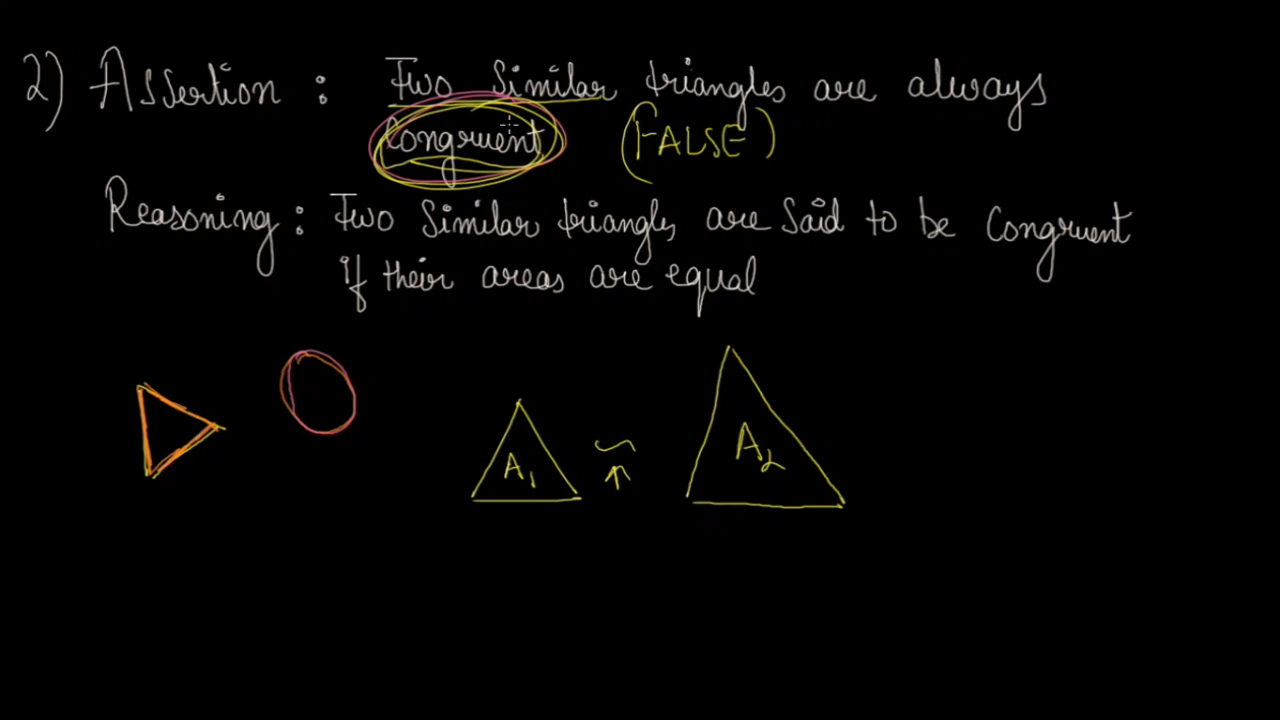 2) Assertion : Two Similar triangles are always
Congruent (FALSE)
Reasoning : Two Similar triangles are said to be Congruent
if their areas are equal
A1 ~ A2